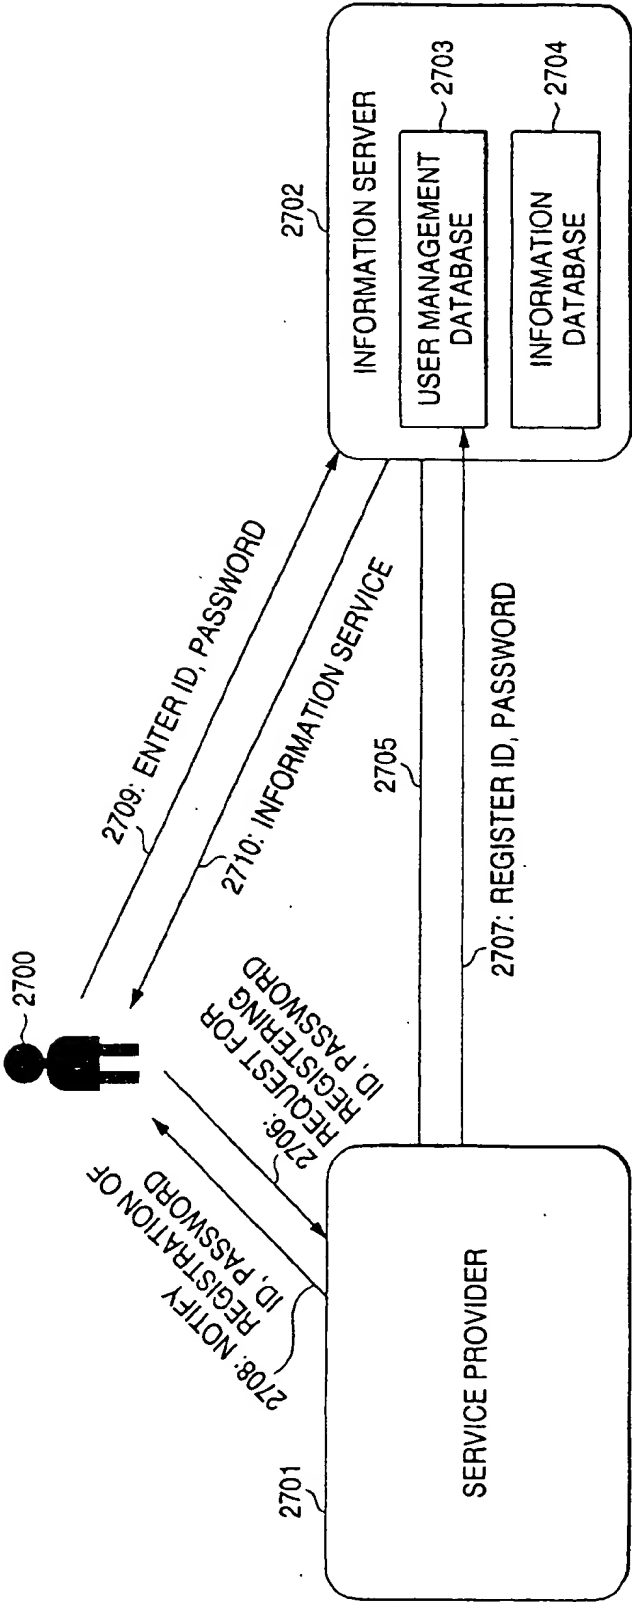 2700
2709: ENTER ID, PASSWORD
2710: INFORMATION SERVICE
2706:
REQUEST FOR
REGISTERING
ID, PASSWORD
2708: NOTIFY
REGISTRATION OF
ID, PASSWORD
2701
SERVICE PROVIDER
2705
2707: REGISTER ID, PASSWORD
2702
INFORMATION SERVER
USER MANAGEMENT
DATABASE
2703
INFORMATION
DATABASE
2704